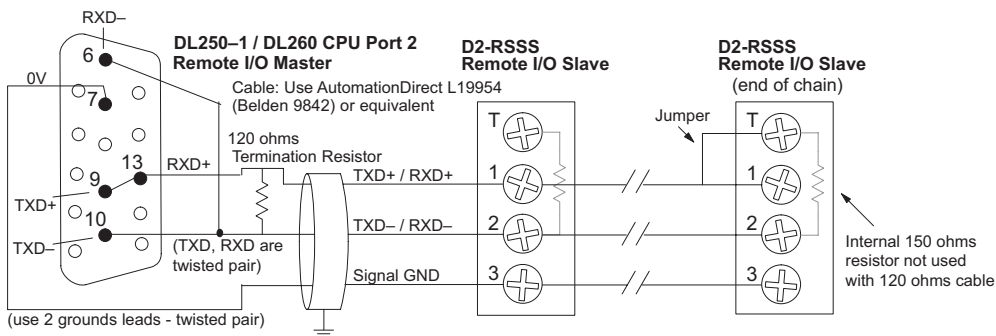 RXD–
DL250–1 / DL260 CPU Port 2
Remote I/O Master
6
0V
7
Cable: Use AutomationDirect L19954
(Belden 9842) or equivalent
120 ohms
Termination Resistor
13
RXD+
9
TXD+
10
TXD–
(TXD, RXD are
twisted pair)
(use 2 grounds leads - twisted pair)
TXD+ / RXD+
TXD– / RXD–
Signal GND
D2-RSSS
Remote I/O Slave
T
1
2
3
Jumper
D2-RSSS
Remote I/O Slave
(end of chain)
T
1
2
3
Internal 150 ohms
resistor not used
with 120 ohms cable